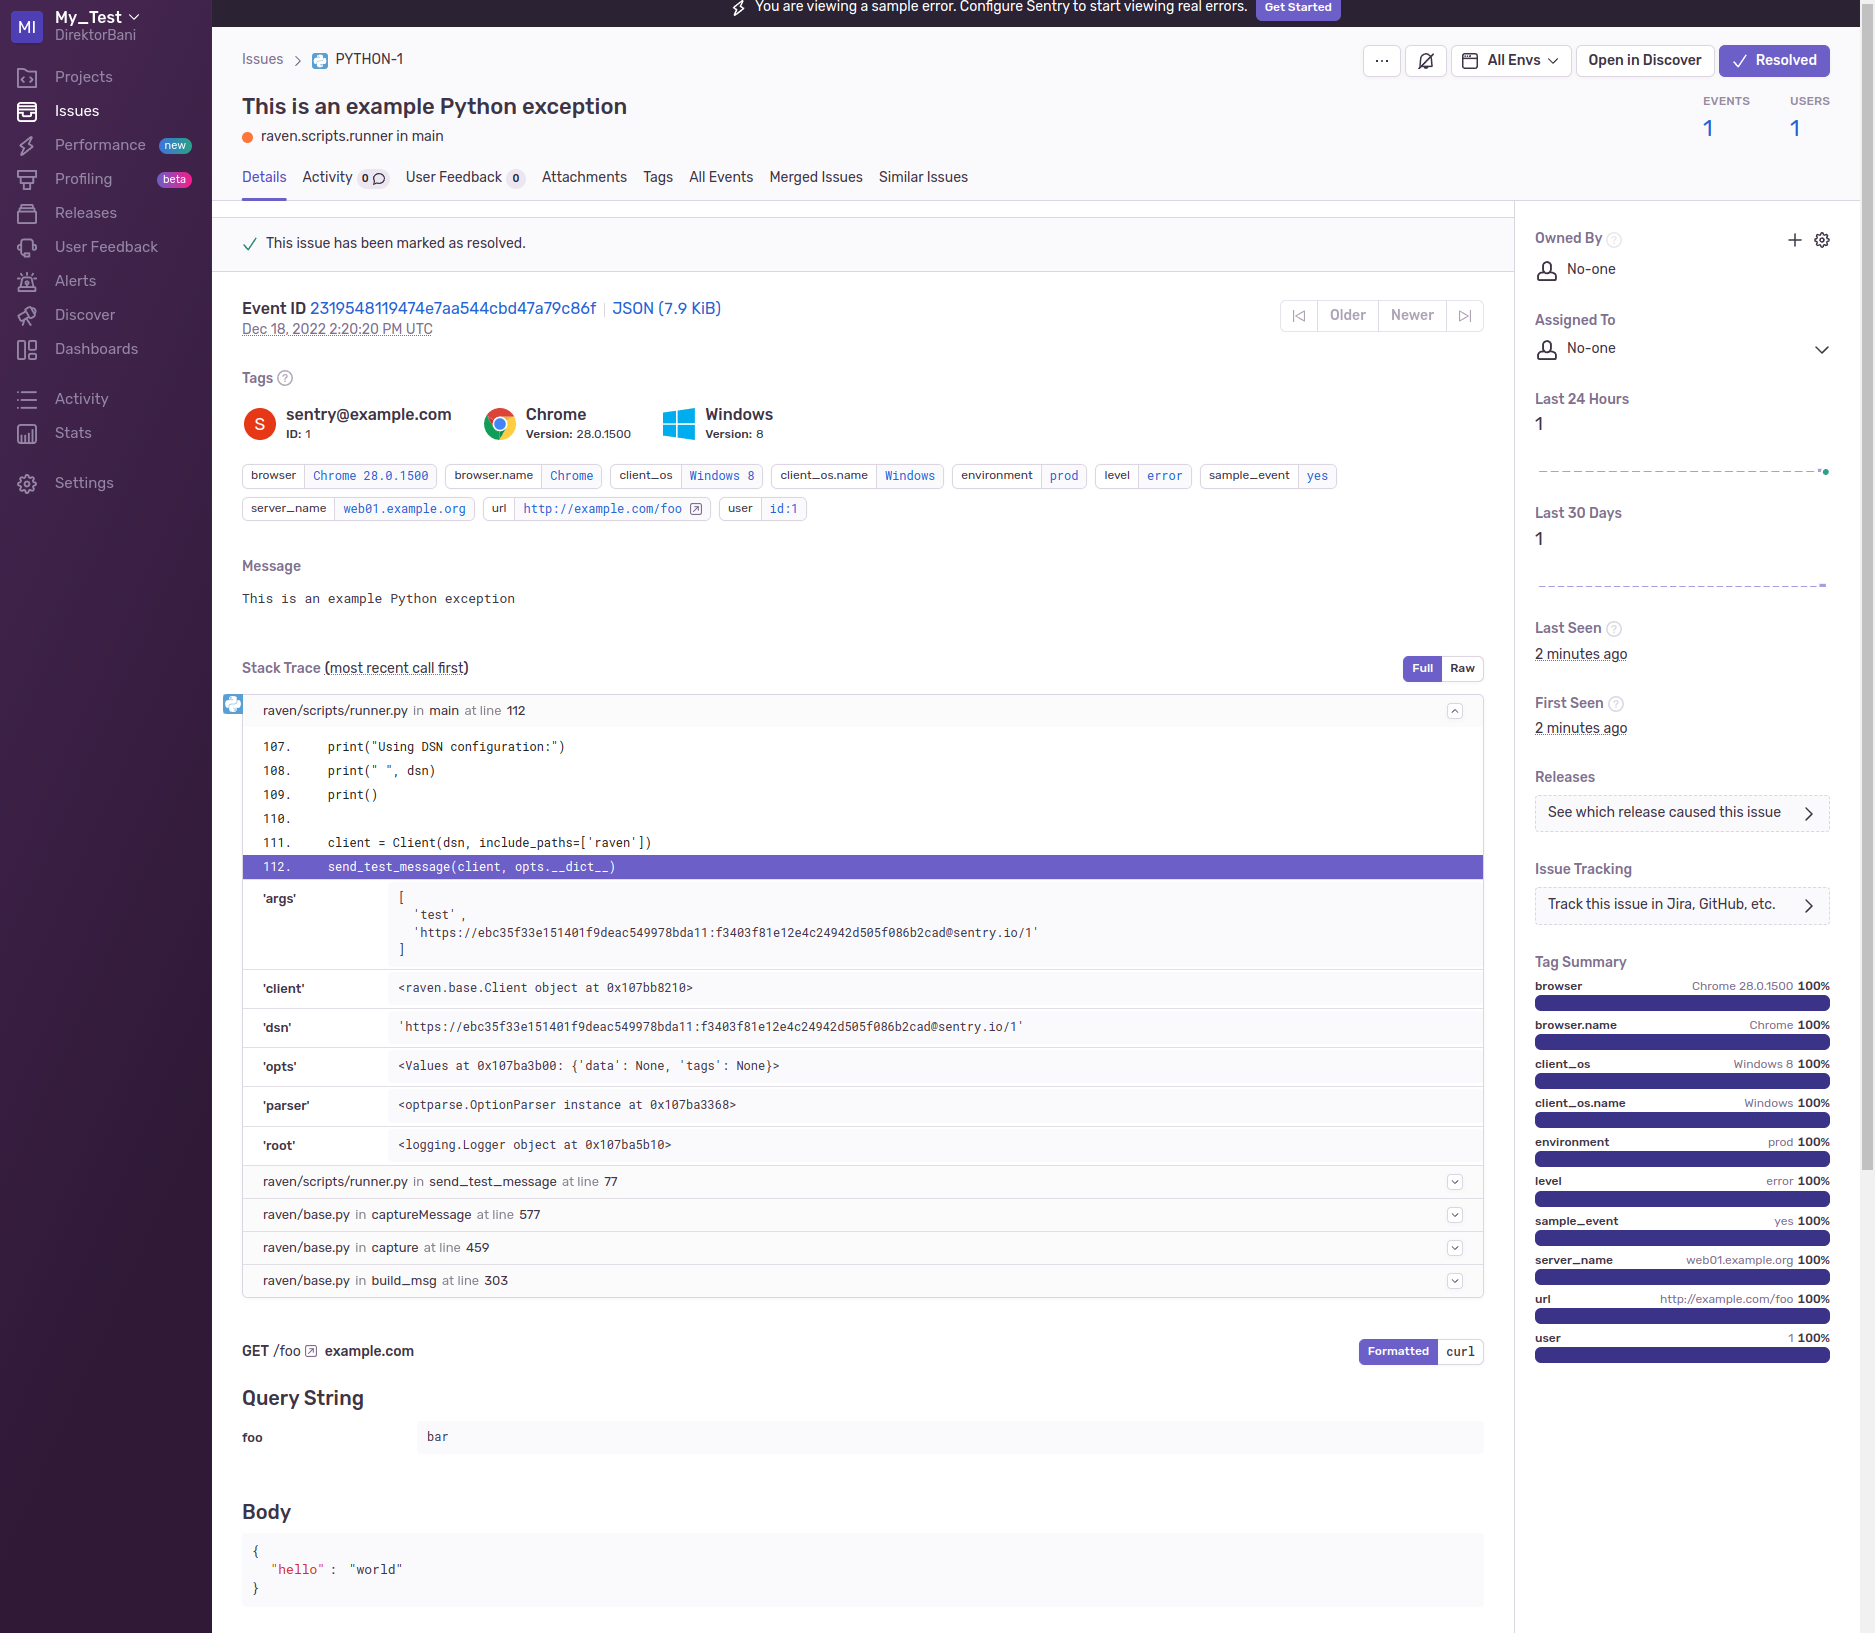 MI
My_Test
DirektorBani
Projects
Issues
Performance new
Profiling beta
Releases
User Feedback
Alerts
Discover
Dashboards
Activity
Stats
Settings
You are viewing a sample error. Configure Sentry to start viewing real errors. Get Started
Issues PYTHON-1
All Envs Open in Discover Resolved
This is an example Python exception
raven.scripts.runner in main
EVENTS USERS
1 1
Details Activity 0 User Feedback 0 Attachments Tags All Events Merged Issues Similar Issues
This issue has been marked as resolved.
Event ID 2319548119474e7aa544cbd47a79c86f JSON (7.9 KiB)
Dec 18, 2022 2:20:20 PM UTC
Older Newer
Tags ?
S sentry@example.com Chrome Windows
ID: 1 Version: 28.0.1500 Version: 8
browser Chrome 28.0.1500 browser.name Chrome client_os Windows 8 client_os.name Windows environment prod level error sample_event yes
server_name web01.example.org url http://example.com/foo user id:1
Message
This is an example Python exception
Stack Trace (most recent call first)
Full Raw
raven/scripts/runner.py in main at line 112
107. print("Using DSN configuration:")
108. print(" ", dsn)
109. print()
110.
111. client = Client(dsn, include_paths=['raven'])
112. send_test_message(client, opts.__dict__)
'args' [
'test' ,
'https://ebc35f33e151401f9deac549978bda11:f3403f81e12e4c24942d505f086b2cad@sentry.io/1'
]
'client' <raven.base.Client object at 0x107bb8210>
'dsn' 'https://ebc35f33e151401f9deac549978bda11:f3403f81e12e4c24942d505f086b2cad@sentry.io/1'
'opts' <Values at 0x107ba3b00: {'data': None, 'tags': None}>
'parser' <optparse.OptionParser instance at 0x107ba3368>
'root' <logging.Logger object at 0x107ba5b10>
raven/scripts/runner.py in send_test_message at line 77
raven/base.py in captureMessage at line 577
raven/base.py in capture at line 459
raven/base.py in build_msg at line 303
GET /foo example.com
Formatted curl
Query String
foo bar
Body
{
"hello" : "world"
}
Owned By ?
No-one
Assigned To
No-one
Last 24 Hours
1
Last 30 Days
1
Last Seen ?
2 minutes ago
First Seen ?
2 minutes ago
Releases
See which release caused this issue
Issue Tracking
Track this issue in Jira, GitHub, etc.
Tag Summary
browser Chrome 28.0.1500 100%
browser.name Chrome 100%
client_os Windows 8 100%
client_os.name Windows 100%
environment prod 100%
level error 100%
sample_event yes 100%
server_name web01.example.org 100%
url http://example.com/foo 100%
user 1 100%